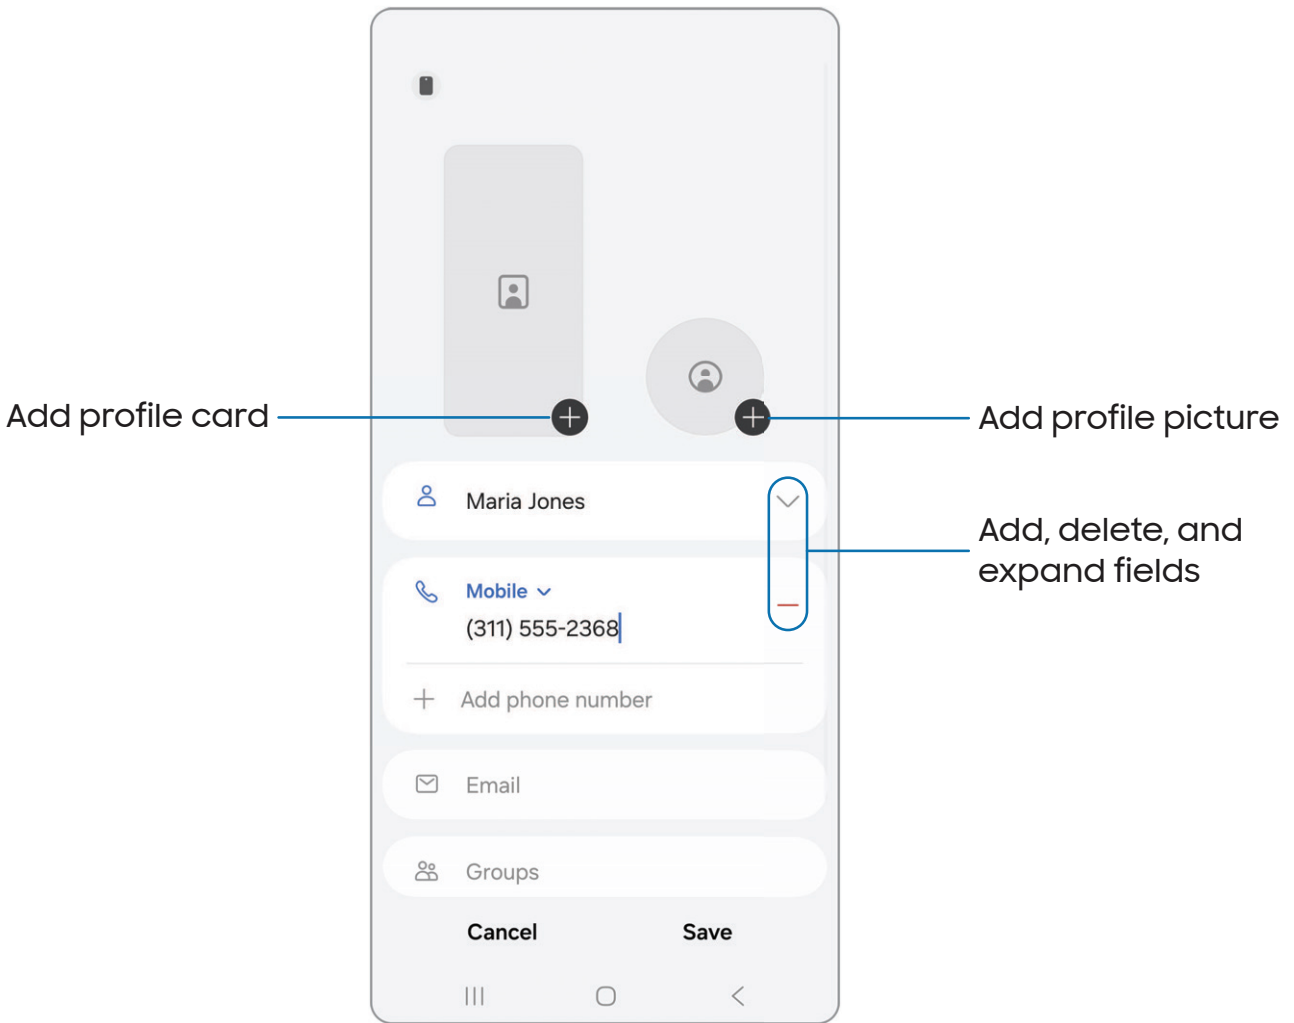 Add profile card
Add profile picture
Maria Jones
Add, delete, and
expand fields
Mobile
(311) 555-2368
Add phone number
Email
Groups
Cancel
Save